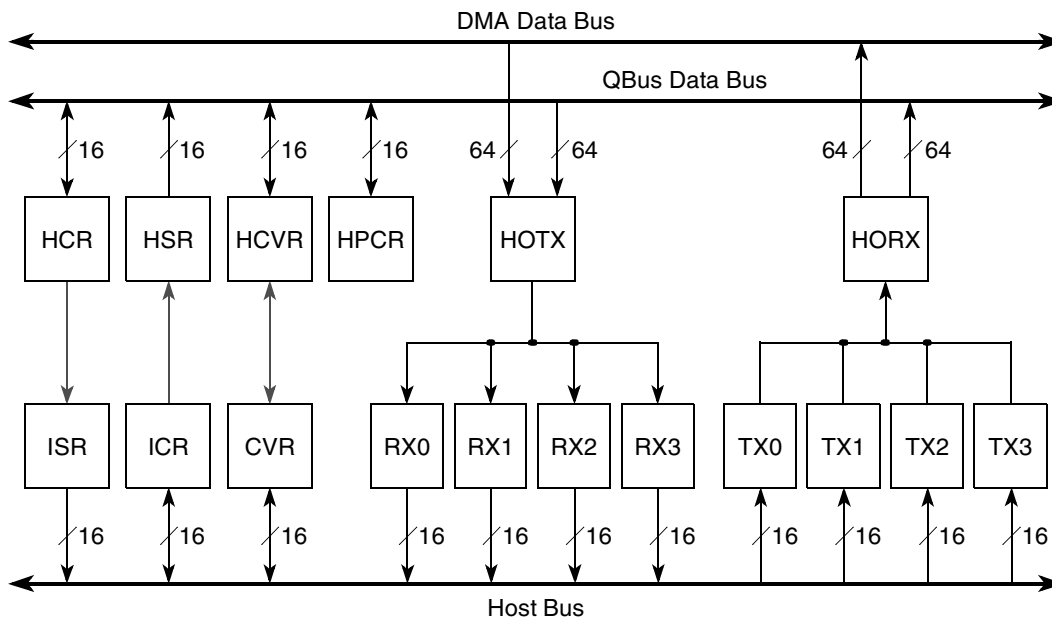 DMA Data Bus
QBus Data Bus
16 16 16 16 64 64 64 64
HCR HSR HCVR HPCR HOTX HORX
ISR ICR CVR RX0 RX1 RX2 RX3 TX0 TX1 TX2 TX3
16 16 16 16 16 16 16 16 16 16 16
Host Bus